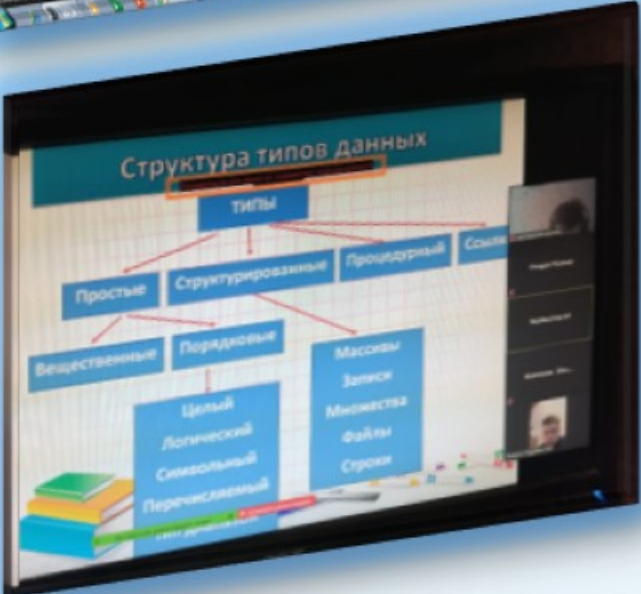 Структура типов данных
ТИПЫ
Простые
Структурированные
Процедурный
Вещественные
Порядковые
Целый
Логический
Символьный
Перечисляемый
Массивы
Записи
Множества
Файлы
Строки